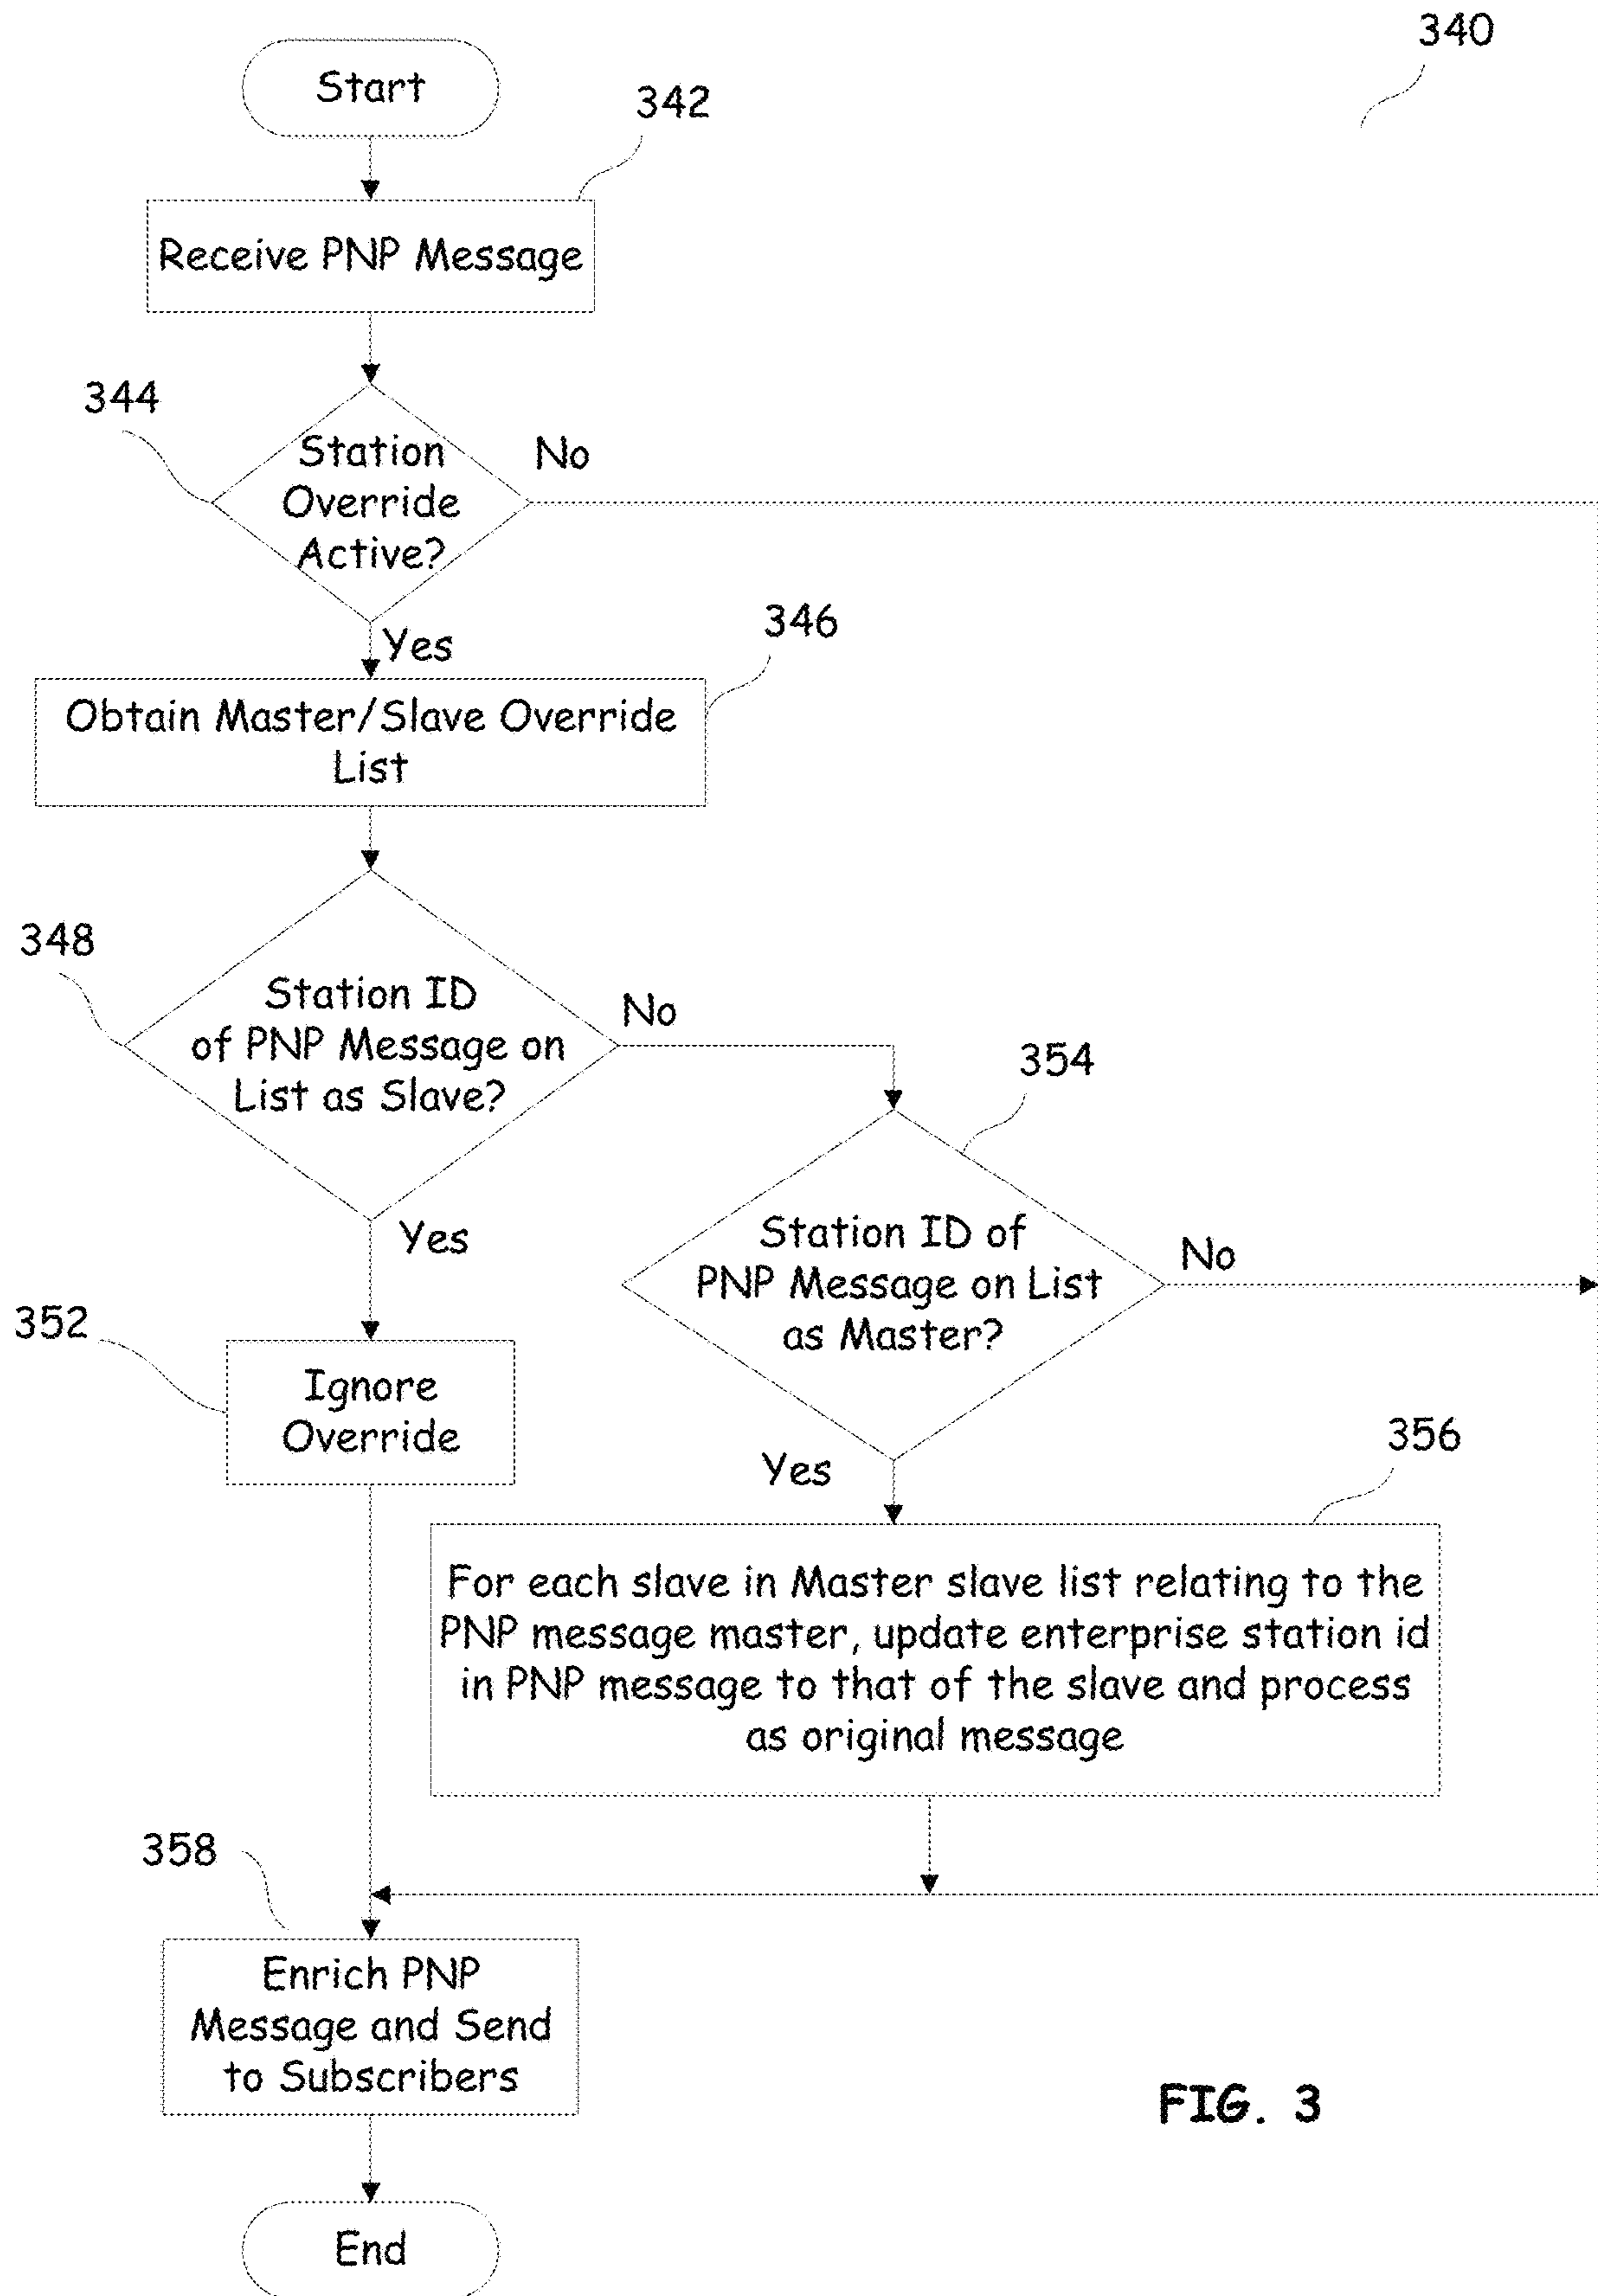 340
Start
342
Receive PNP Message
344
Station
Override
Active?
No
Yes
346
Obtain Master/Slave Override
List
348
Station ID
of PNP Message on
List as Slave?
No
354
Station ID of
PNP Message on List
as Master?
No
Yes
352
Ignore
Override
Yes
356
For each slave in Master slave list relating to the
PNP message master, update enterprise station id
in PNP message to that of the slave and process
as original message
358
Enrich PNP
Message and Send
to Subscribers
FIG. 3
End